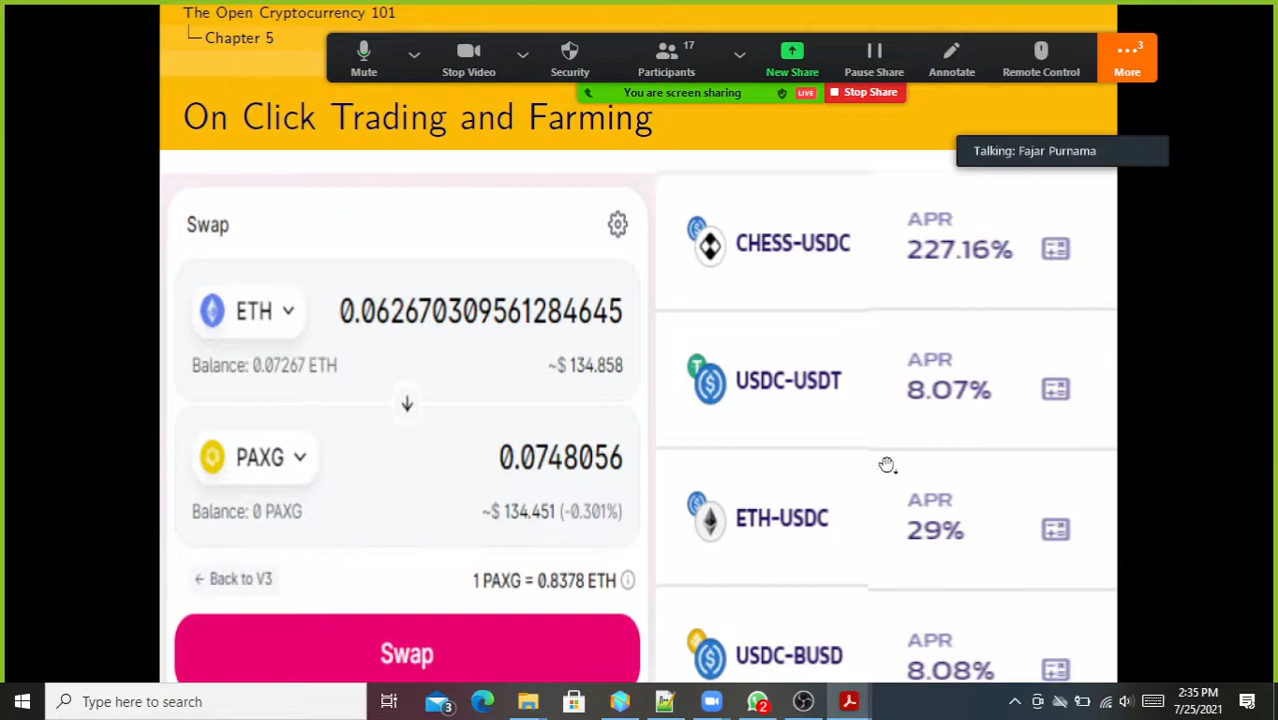 The Open Cryptocurrency 101
Chapter 5
Mute
Stop Video
Security
17
Participants
New Share
Pause Share
Annotate
Remote Control
3
More
You are screen sharing
LIVE
Stop Share
On Click Trading and Farming
Talking: Fajar Purnama
Swap
ETH
0.062670309561284645
Balance: 0.07267 ETH
~$ 134.858
PAXG
0.0748056
Balance: 0 PAXG
~$ 134.451 (-0.301%)
← Back to V3
1 PAXG = 0.8378 ETH
Swap
CHESS-USDC
APR
227.16%
USDC-USDT
APR
8.07%
ETH-USDC
APR
29%
USDC-BUSD
APR
8.08%
Type here to search
3
2
2:35 PM
7/25/2021